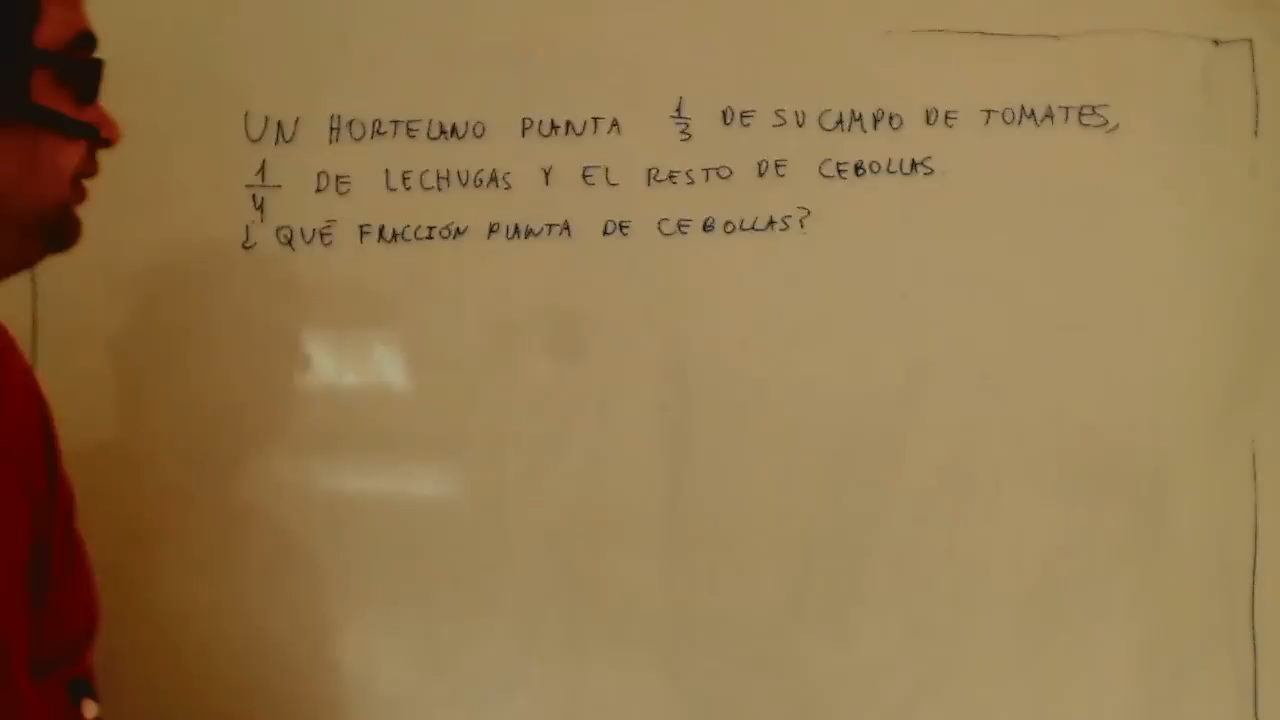 UN HORTELANO PLANTA 1/3 DE SU CAMPO DE TOMATES,
1/4 DE LECHUGAS Y EL RESTO DE CEBOLLAS
¿QUÉ FRACCIÓN PLANTA DE CEBOLLAS?